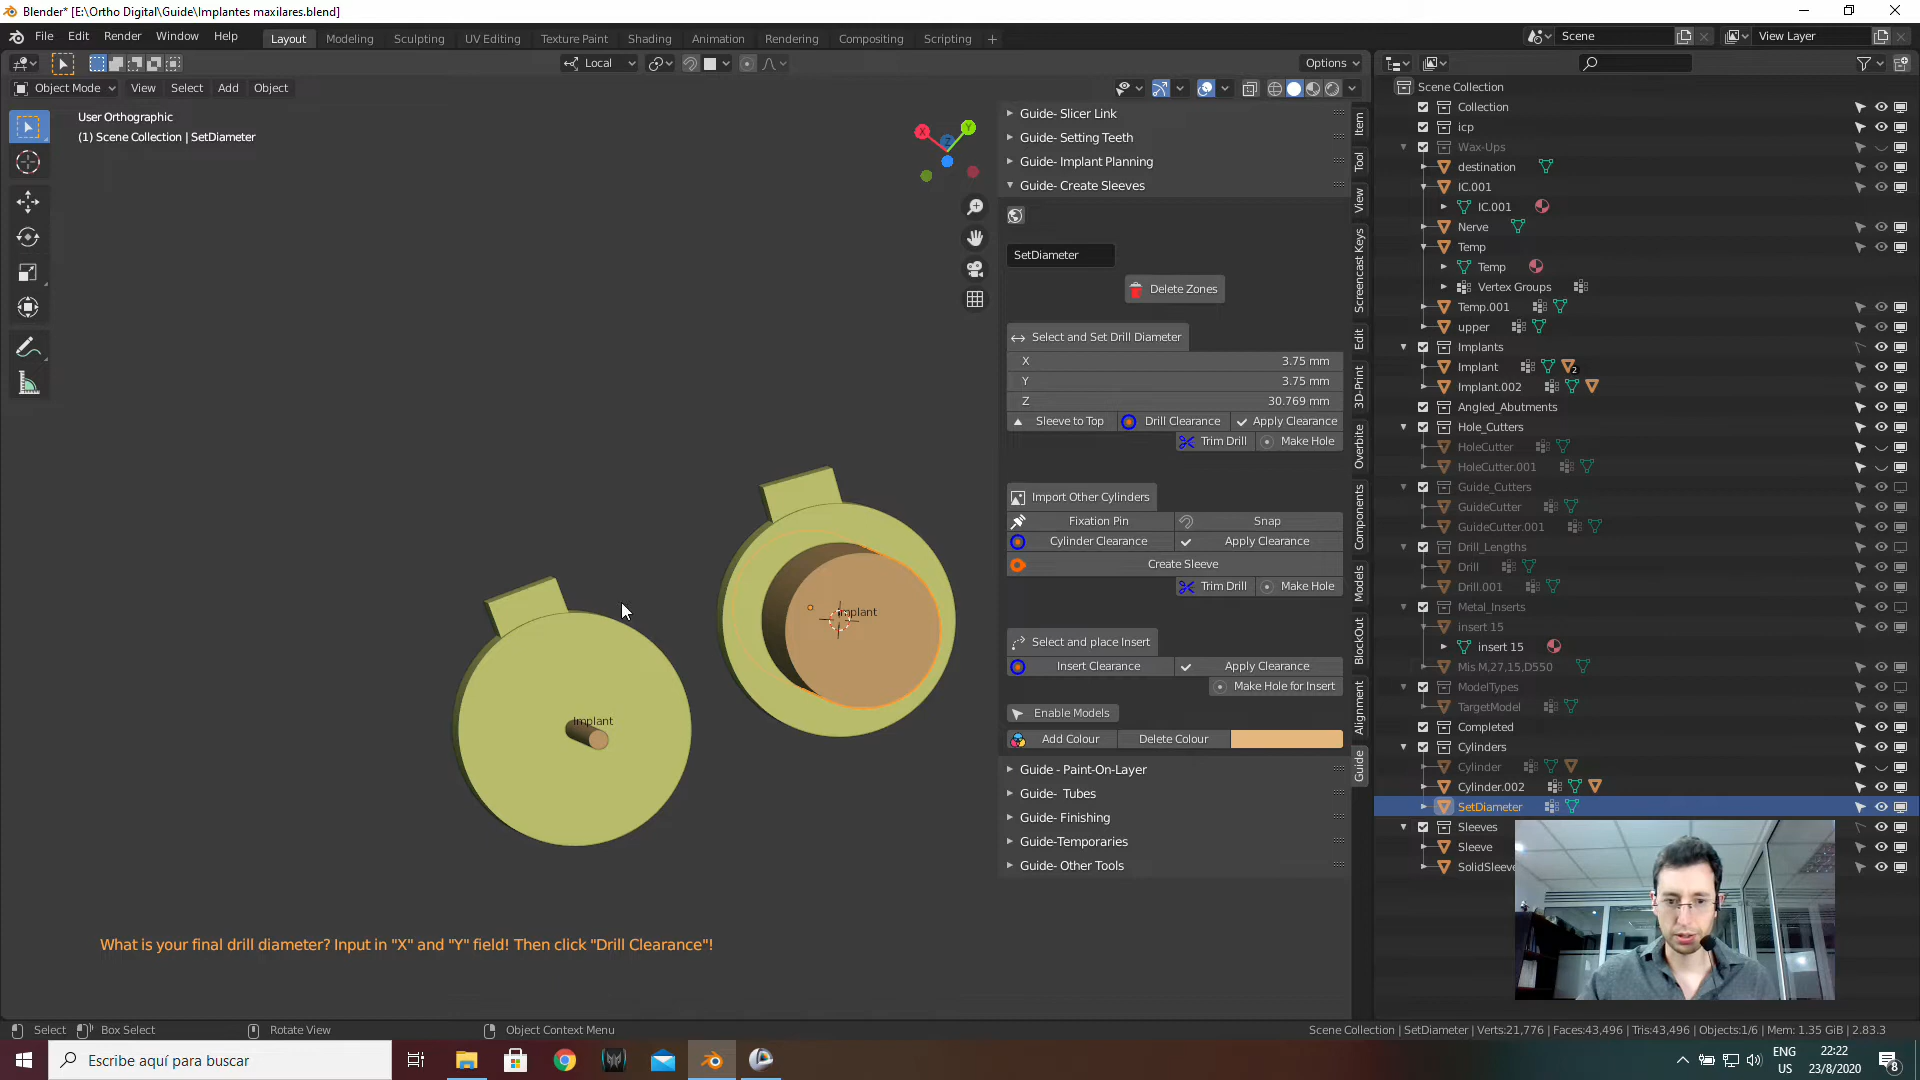 Blender* [E:\Ortho Digital\Guide\Implantes maxilares.blend]
File Edit Render Window Help
Layout Modeling Sculpting UV Editing Texture Paint Shading Animation Rendering Compositing Scripting
Scene
View Layer
Local
Options
Object Mode View Select Add Object
User Orthographic
(1) Scene Collection | SetDiameter
X
Y
Z
Implant
Implant
What is your final drill diameter? Input in "X" and "Y" field! Then click "Drill Clearance"!
Guide- Slicer Link
Guide- Setting Teeth
Guide- Implant Planning
Guide- Create Sleeves
SetDiameter
Delete Zones
Select and Set Drill Diameter
X 3.75 mm
Y 3.75 mm
Z 30.769 mm
Sleeve to Top Drill Clearance Apply Clearance
Trim Drill Make Hole
Import Other Cylinders
Fixation Pin Snap
Cylinder Clearance Apply Clearance
Create Sleeve
Trim Drill Make Hole
Select and place Insert
Insert Clearance Apply Clearance
Make Hole for Insert
Enable Models
Add Colour Delete Colour
Guide - Paint-On-Layer
Guide- Tubes
Guide- Finishing
Guide-Temporaries
Guide- Other Tools
Item
Tool
View
Screencast Keys
Edit
3D-Print
Overbite
Components
Models
BlockOut
Alignment
Guide
Scene Collection
Collection
icp
Wax-Ups
destination
IC.001
IC.001
Nerve
Temp
Temp
Vertex Groups
Temp.001
upper
Implants
Implant 2
Implant.002
Angled_Abutments
Hole_Cutters
HoleCutter
HoleCutter.001
Guide_Cutters
GuideCutter
GuideCutter.001
Drill_Lengths
Drill
Drill.001
Metal_Inserts
insert 15
insert 15
Mis M,27,15,D550
ModelTypes
TargetModel
Completed
Cylinders
Cylinder
Cylinder.002
SetDiameter
Sleeves
Sleeve
SolidSleeve
Select Box Select Rotate View Object Context Menu
Scene Collection | SetDiameter | Verts:21,776 | Faces:43,496 | Tris:43,496 | Objects:1/6 | Mem: 1.35 GiB | 2.83.3
Escribe aquí para buscar
ENG
US
22:22
23/8/2020
8